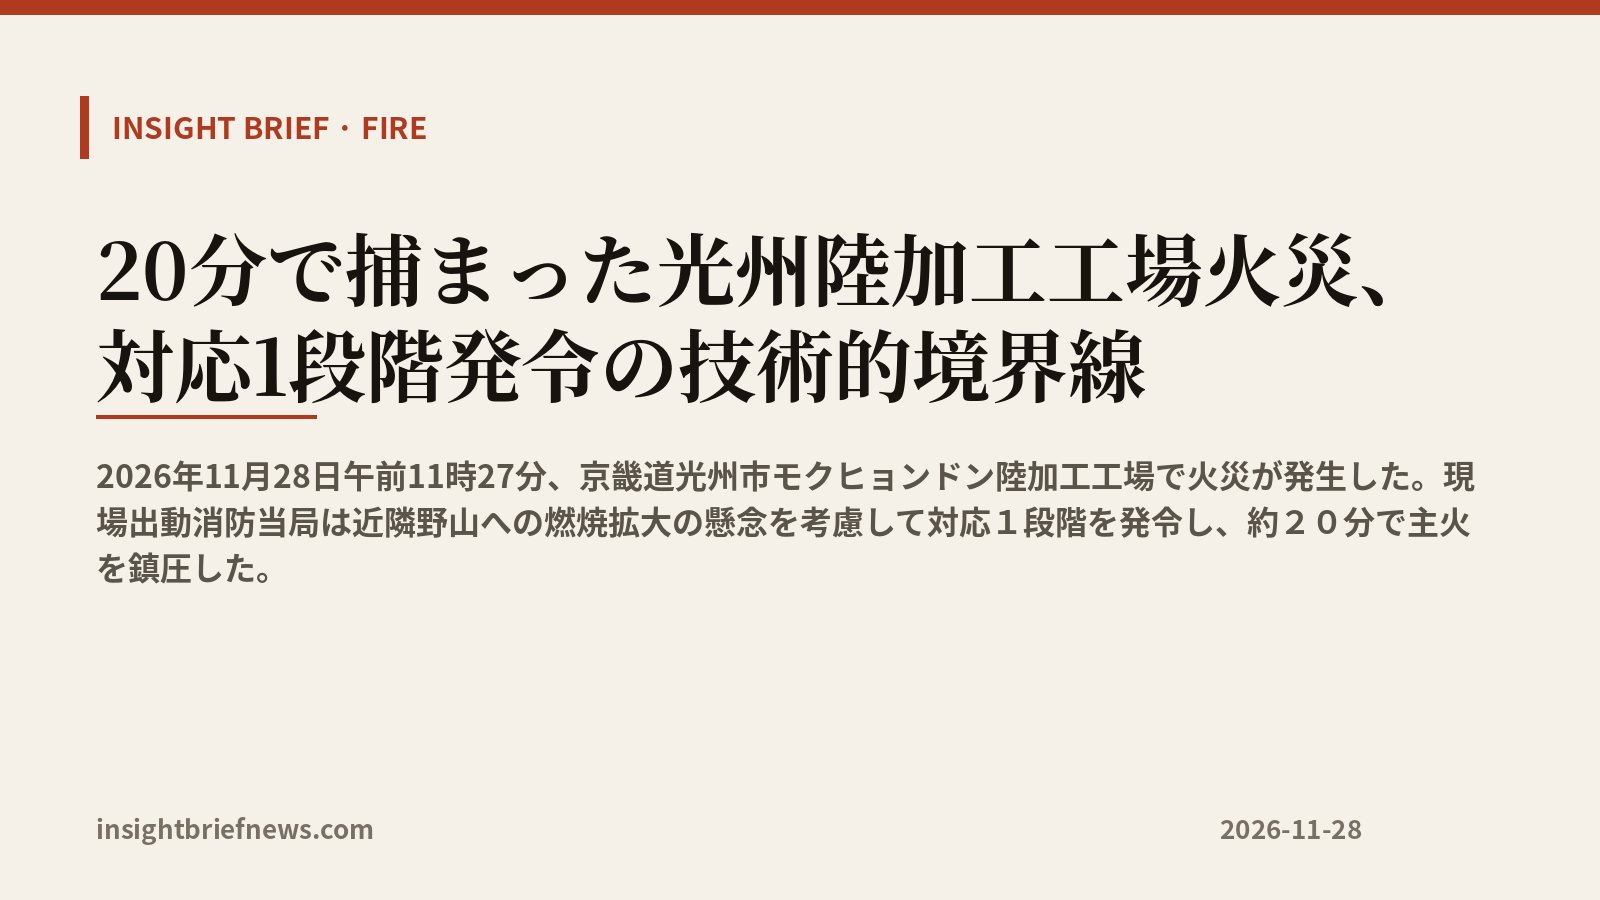 INSIGHT BRIEF · FIRE
20分で捕まった光州陸加工工場火災、
対応1段階発令の技術的境界線
2026年11月28日午前11時27分、京畿道光州市モクヒョンドン陸加工工場で火災が発生した。現
場出動消防当局は近隣野山への燃焼拡大の懸念を考慮して対応１段階を発令し、約２０分で主火
を鎮圧した。
insightbriefnews.com
2026-11-28